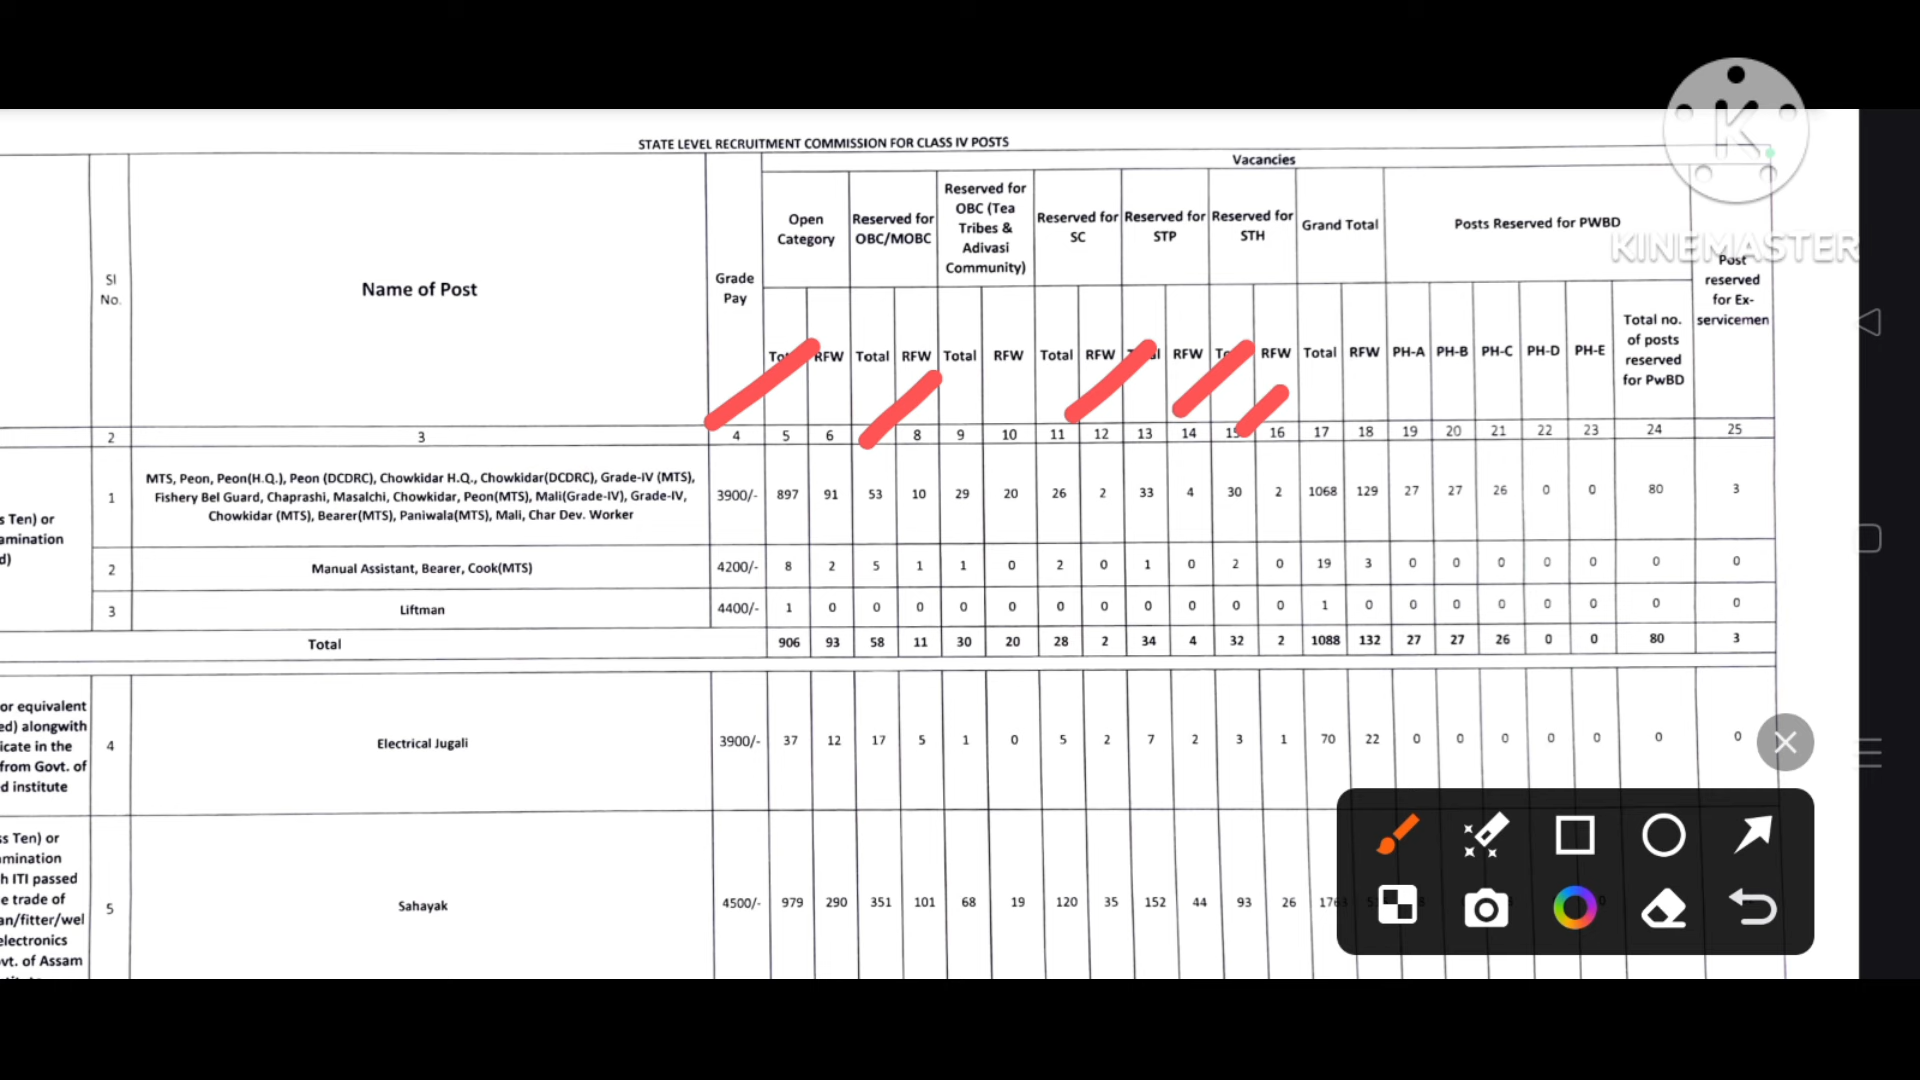 STATE LEVEL RECRUITMENT COMMISSION FOR CLASS IV POSTS
K
KINEMASTER
Sl No.
Name of Post
Grade Pay
Vacancies
Open Category
Reserved for OBC/MOBC
Reserved for OBC (Tea Tribes & Adivasi Community)
Reserved for SC
Reserved for STP
Reserved for STH
Grand Total
Posts Reserved for PWBD
Post reserved for Ex-servicemen
RFW Total RFW Total RFW Total RFW RFW RFW Total RFW PH-A PH-B PH-C PH-D PH-E Total no. of posts reserved for PwBD
2 3 4 5 6 8 9 10 11 12 13 14 15 16 17 18 19 20 21 22 23 24 25
s Ten) or
amination
d)
1
MTS, Peon, Peon(H.Q.), Peon (DCDRC), Chowkidar H.Q., Chowkidar(DCDRC), Grade-IV (MTS),
Fishery Bel Guard, Chaprashi, Masalchi, Chowkidar, Peon(MTS), Mali(Grade-IV), Grade-IV,
Chowkidar (MTS), Bearer(MTS), Paniwala(MTS), Mali, Char Dev. Worker
3900/- 897 91 53 10 29 20 26 2 33 4 30 2 1068 129 27 27 26 0 0 80 3
2 Manual Assistant, Bearer, Cook(MTS) 4200/- 8 2 5 1 1 0 2 0 1 0 2 0 19 3 0 0 0 0 0 0 0
3 Liftman 4400/- 1 0 0 0 0 0 0 0 0 0 0 0 1 0 0 0 0 0 0 0 0
Total 906 93 58 11 30 20 28 2 34 4 32 2 1088 132 27 27 26 0 0 80 3
or equivalent
ed) alongwith
icate in the
from Govt. of
d institute
4 Electrical Jugali 3900/- 37 12 17 5 1 0 5 2 7 2 3 1 70 22 0 0 0 0 0 0 0
ss Ten) or
amination
h ITI passed
e trade of
an/fitter/wel
electronics
vt. of Assam
5 Sahayak 4500/- 979 290 351 101 68 19 120 35 152 44 93 26